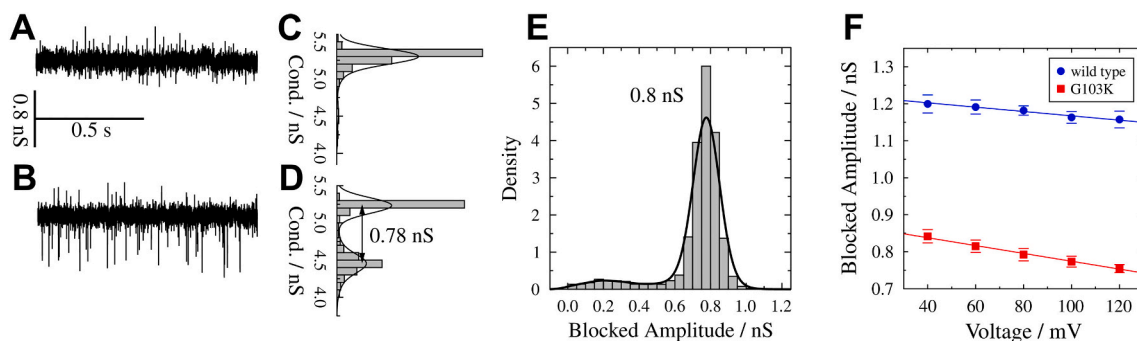 A
0.8 nS
0.5 s
B
C
5.5
5.0
4.5
4.0
Cond. / nS
D
5.5
5.0
4.5
4.0
Cond. / nS
0.78 nS
E
6
5
4
3
2
1
0
Density
0.8 nS
0.0 0.2 0.4 0.6 0.8 1.0 1.2
Blocked Amplitude / nS
F
1.3
1.2
1.1
1.0
0.9
0.8
0.7
Blocked Amplitude / nS
wild type
G103K
40 60 80 100 120
Voltage / mV